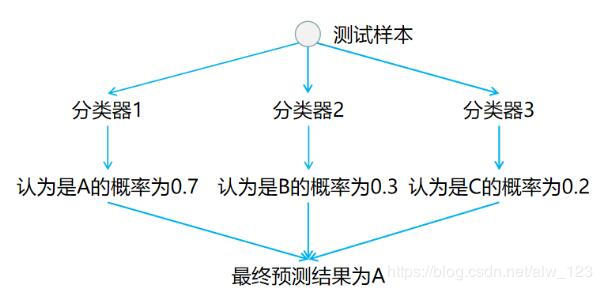 测试样本
分类器1 分类器2 分类器3
认为是A的概率为0.7 认为是B的概率为0.3 认为是C的概率为0.2
最终预测结果为A
https://blog.csdn.net/alw_123